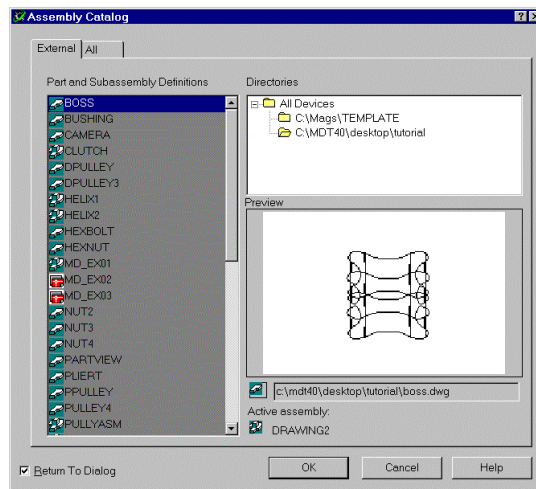 Assembly Catalog
External
All
Part and Subassembly Definitions
BOSS
BUSHING
CAMERA
CLUTCH
DPULLEY
DPULLEY3
HELIX1
HELIX2
HEXBOLT
HEXNUT
MD_EX01
MD_EX02
MD_EX03
NUT2
NUT3
NUT4
PARTVIEW
PLIERT
PPULLEY
PULLEY4
PULLYASM
Directories
All Devices
C:\Mags\TEMPLATE
C:\MDT40\desktop\tutorial
Preview
c:\mdt40\desktop\tutorial\boss.dwg
Active assembly:
DRAWING2
Return To Dialog
OK
Cancel
Help